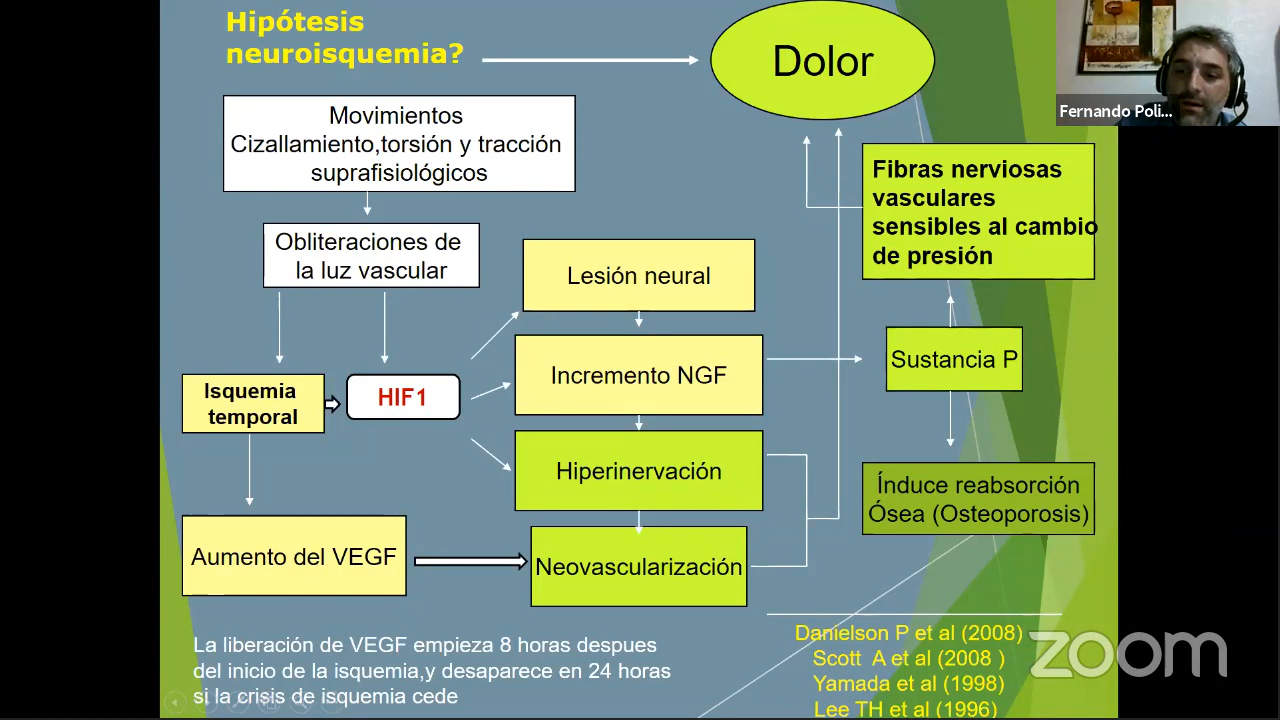 Hipótesis
neuroisquemia?
Dolor
Fernando Poli...
Movimientos
Cizallamiento,torsión y tracción
suprafisiológicos
Fibras nerviosas
vasculares
sensibles al cambio
de presión
Obliteraciones de
la luz vascular
Lesión neural
Incremento NGF
Sustancia P
Isquemia
temporal
HIF1
Hiperinervación
Índuce reabsorción
Ósea (Osteoporosis)
Aumento del VEGF
Neovascularización
La liberación de VEGF empieza 8 horas despues
del inicio de la isquemia,y desaparece en 24 horas
si la crisis de isquemia cede
Danielson P et al (2008)
Scott A et al (2008 )
Yamada et al (1998)
Lee TH et al (1996)
zoom